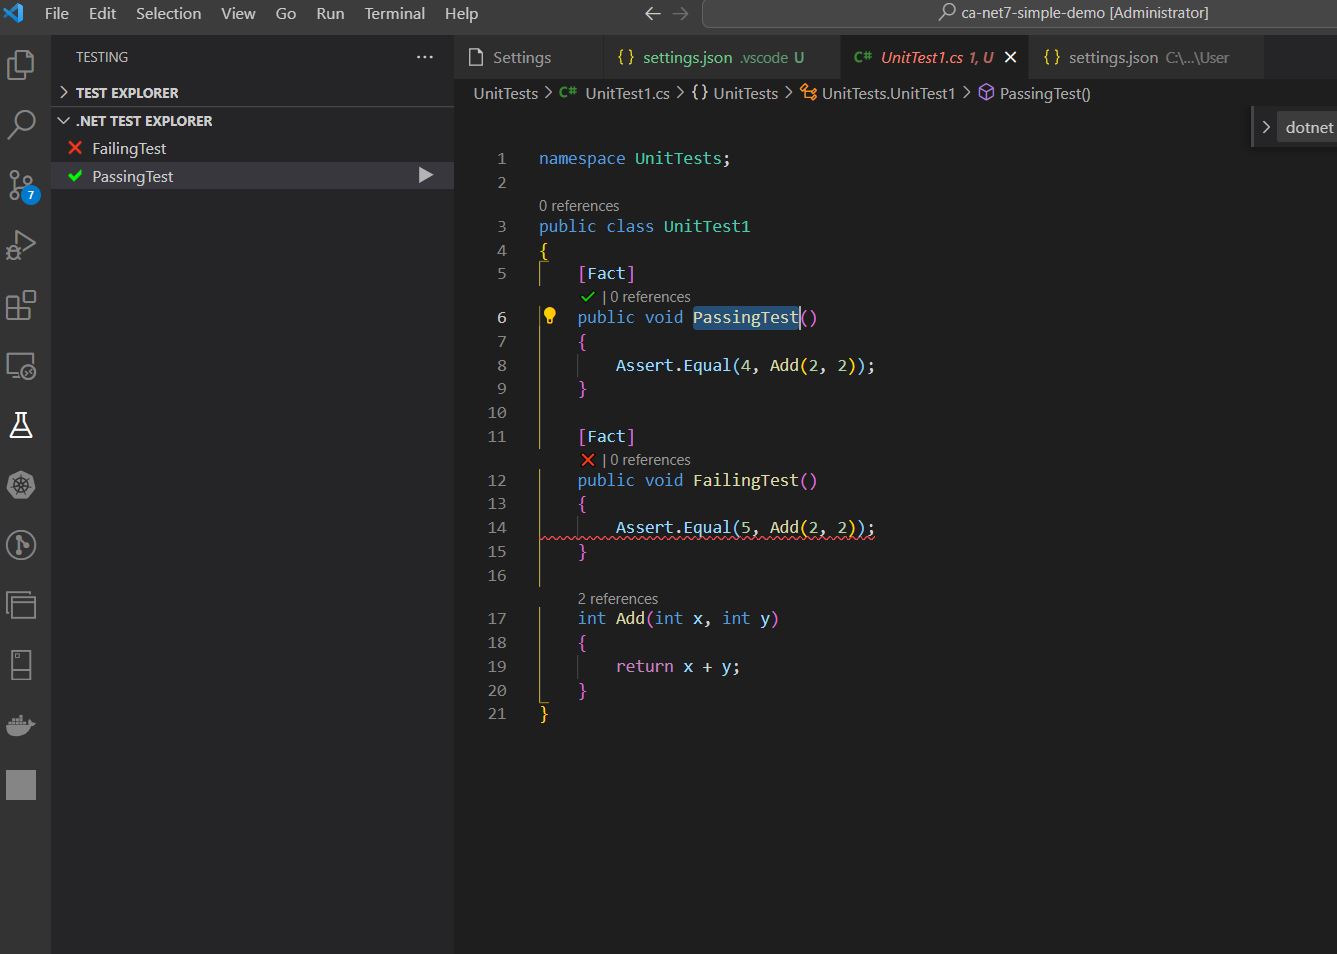 File Edit Selection View Go Run Terminal Help
ca-net7-simple-demo [Administrator]
TESTING
Settings
{} settings.json .vscode U
C# UnitTest1.cs 1, U
{} settings.json C:\...\User
TEST EXPLORER
.NET TEST EXPLORER
FailingTest
PassingTest
7
UnitTests > C# UnitTest1.cs > {} UnitTests > UnitTests.UnitTest1 > PassingTest()
dotnet
1 namespace UnitTests;
2
0 references
3 public class UnitTest1
4 {
5 [Fact]
| 0 references
6 public void PassingTest()
7 {
8 Assert.Equal(4, Add(2, 2));
9 }
10
11 [Fact]
| 0 references
12 public void FailingTest()
13 {
14 Assert.Equal(5, Add(2, 2));
15 }
16
2 references
17 int Add(int x, int y)
18 {
19 return x + y;
20 }
21 }